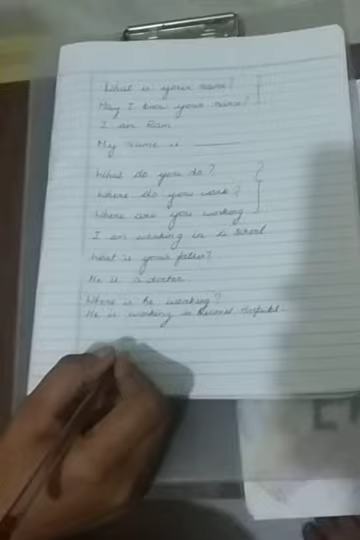 What is your name?
May I know your name?
I am Ram
My name is
What do you do?
Where do you work?
Where are you working
I am working in a school
What is your father?
He is a doctor.
Where is he working?
He is working in Hospital.